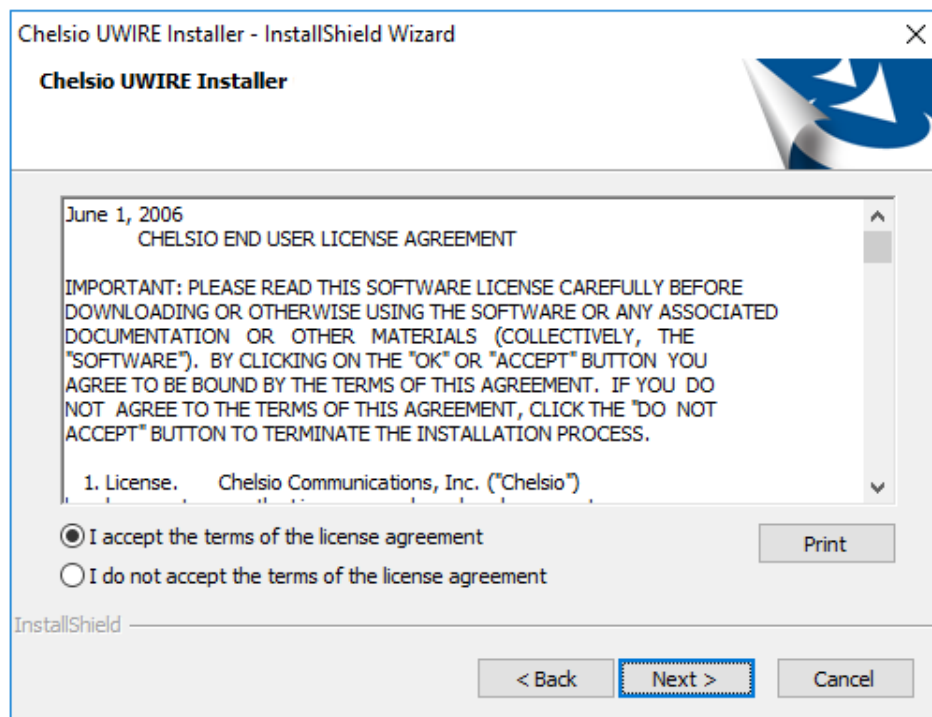 Chelsio UWIRE Installer - InstallShield Wizard
Chelsio UWIRE Installer
June 1, 2006
CHELSIO END USER LICENSE AGREEMENT
IMPORTANT: PLEASE READ THIS SOFTWARE LICENSE CAREFULLY BEFORE
DOWNLOADING OR OTHERWISE USING THE SOFTWARE OR ANY ASSOCIATED
DOCUMENTATION OR OTHER MATERIALS (COLLECTIVELY, THE
"SOFTWARE"). BY CLICKING ON THE "OK" OR "ACCEPT" BUTTON YOU
AGREE TO BE BOUND BY THE TERMS OF THIS AGREEMENT. IF YOU DO
NOT AGREE TO THE TERMS OF THIS AGREEMENT, CLICK THE "DO NOT
ACCEPT" BUTTON TO TERMINATE THE INSTALLATION PROCESS.
1. License. Chelsio Communications, Inc. ("Chelsio")
I accept the terms of the license agreement
Print
I do not accept the terms of the license agreement
InstallShield
< Back
Next >
Cancel